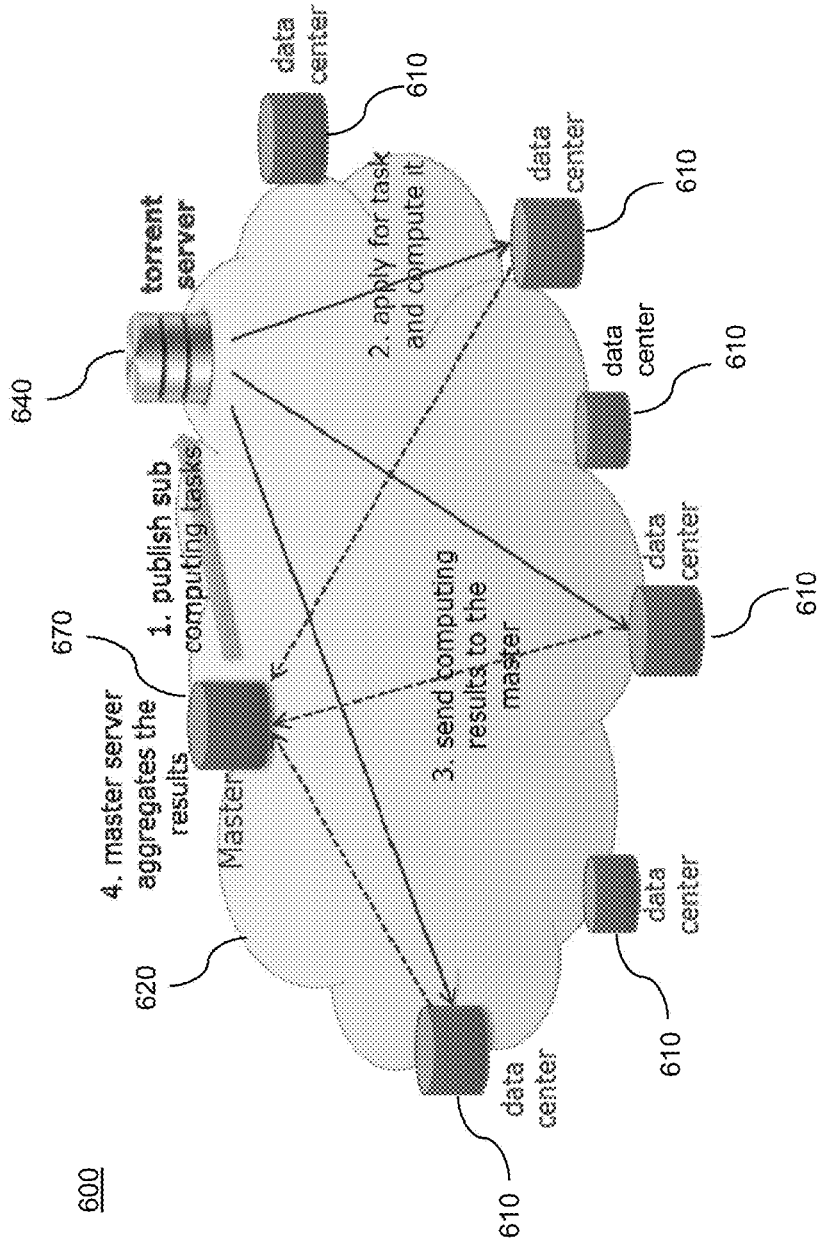 600
640
torrent
server
data
center
610
670
4. master server
aggregates the
results
Master
1. publish sub
computing tasks
2. apply for task
and compute it
620
3. send computing
results to the
master
data
center
610
data
center
610
data
center
610
data
center
610
data
center
610